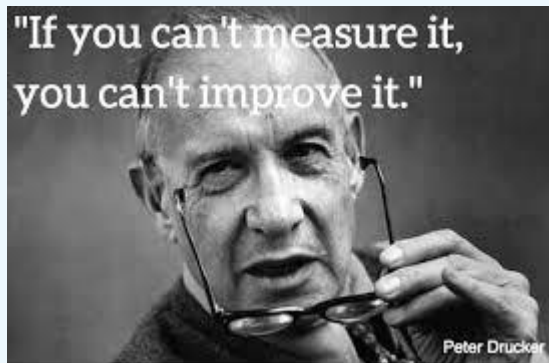 "If you can't measure it,
you can't improve it."
Peter Drucker